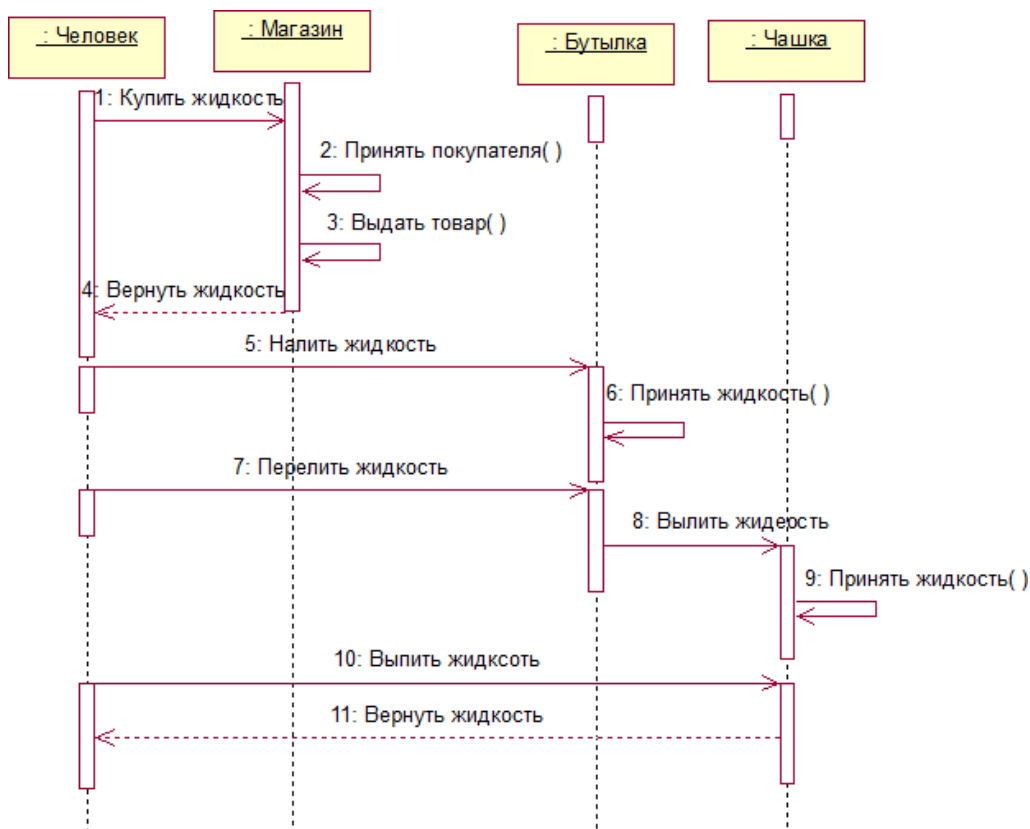 _: Человек
_: Магазин
_: Бутылка
_: Чашка
1: Купить жидкость
2: Принять покупателя( )
3: Выдать товар( )
4: Вернуть жидкость
5: Налить жидкость
6: Принять жидкость( )
7: Перелить жидкость
8: Вылить жидеость
9: Принять жидкость( )
10: Выпить жидксоть
11: Вернуть жидкость